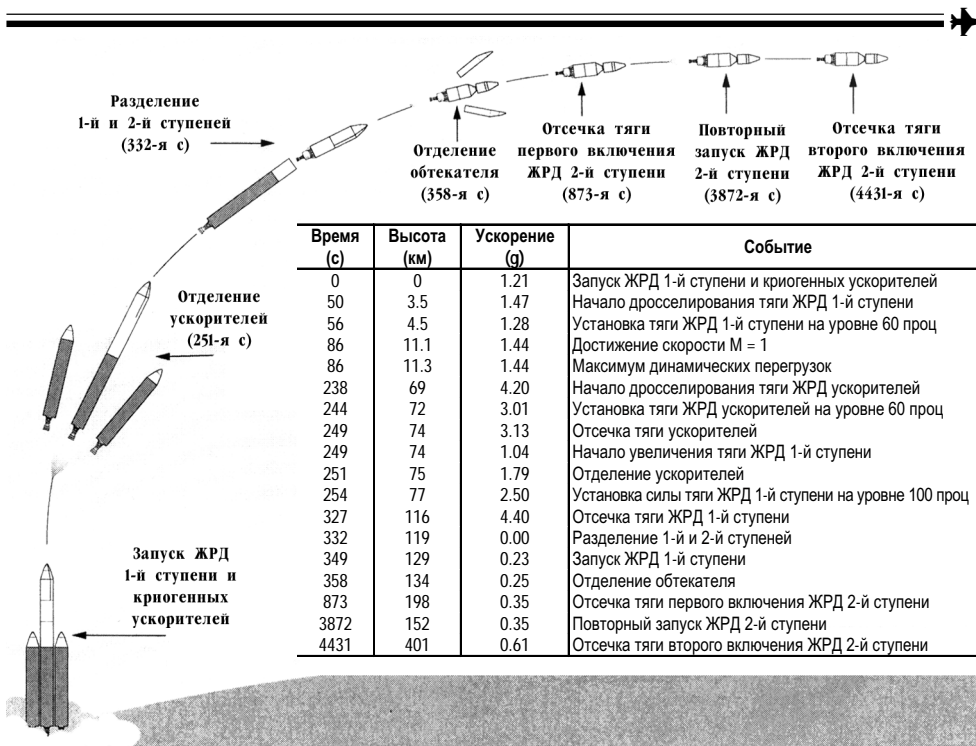 Разделение
1-й и 2-й ступеней
(332-я с)
Отделение
обтекателя
(358-я с)
Отсечка тяги
первого включения
ЖРД 2-й ступени
(873-я с)
Повторный
запуск ЖРД
2-й ступени
(3872-я с)
Отсечка тяги
второго включения
ЖРД 2-й ступени
(4431-я с)
Отделение
ускорителей
(251-я с)
Запуск ЖРД
1-й ступени и
криогенных
ускорителей
Время (с) Высота (км) Ускорение (g) Событие
0 0 1.21 Запуск ЖРД 1-й ступени и криогенных ускорителей
50 3.5 1.47 Начало дросселирования тяги ЖРД 1-й ступени
56 4.5 1.28 Установка тяги ЖРД 1-й ступени на уровне 60 проц
86 11.1 1.44 Достижение скорости М = 1
86 11.3 1.44 Максимум динамических перегрузок
238 69 4.20 Начало дросселирования тяги ЖРД ускорителей
244 72 3.01 Установка тяги ЖРД ускорителей на уровне 60 проц
249 74 3.13 Отсечка тяги ускорителей
249 74 1.04 Начало увеличения тяги ЖРД 1-й ступени
251 75 1.79 Отделение ускорителей
254 77 2.50 Установка силы тяги ЖРД 1-й ступени на уровне 100 проц
327 116 4.40 Отсечка тяги ЖРД 1-й ступени
332 119 0.00 Разделение 1-й и 2-й ступеней
349 129 0.23 Запуск ЖРД 1-й ступени
358 134 0.25 Отделение обтекателя
873 198 0.35 Отсечка тяги первого включения ЖРД 2-й ступени
3872 152 0.35 Повторный запуск ЖРД 2-й ступени
4431 401 0.61 Отсечка тяги второго включения ЖРД 2-й ступени